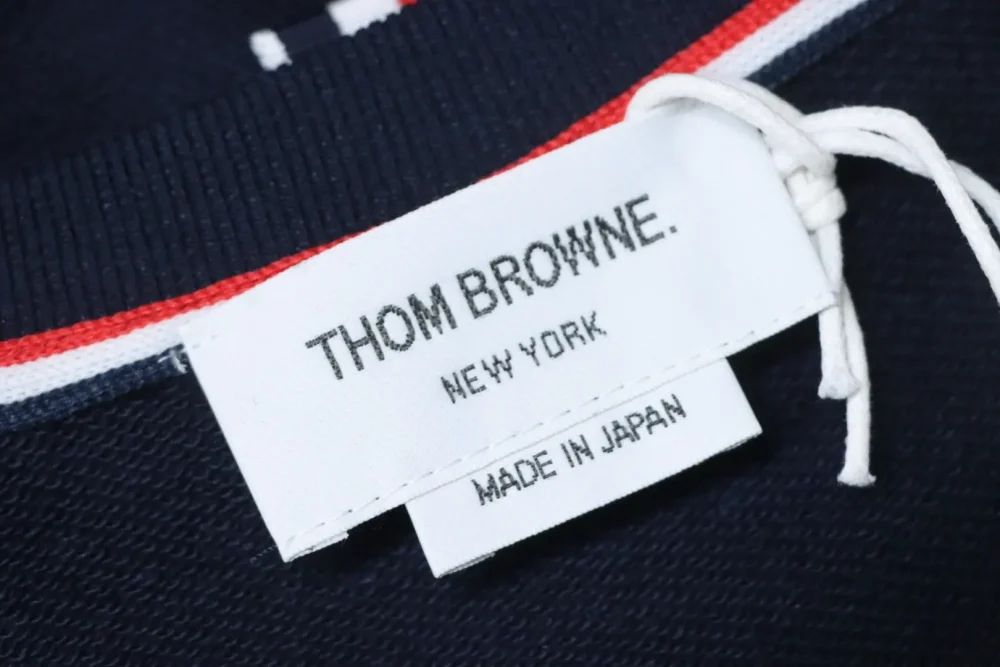 THOM BROWNE.
NEW YORK
MADE IN JAPAN